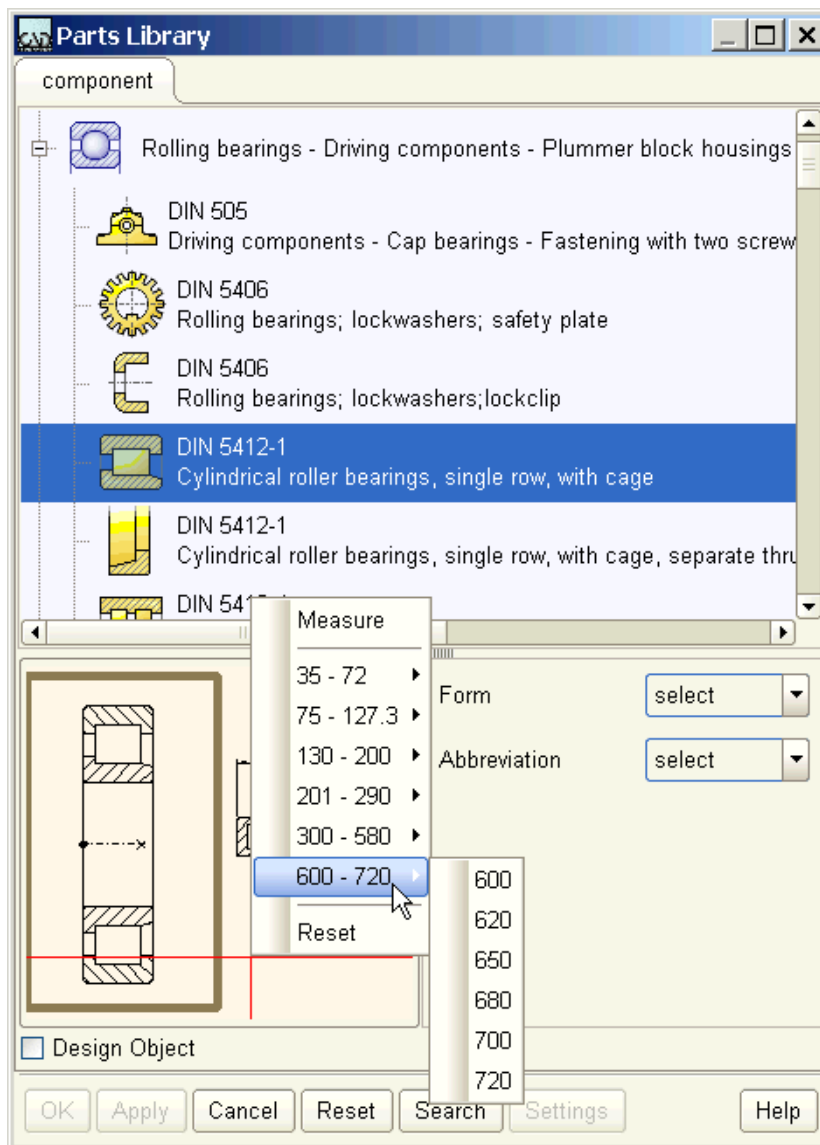 CAD Parts Library
component
Rolling bearings - Driving components - Plummer block housings
DIN 505
Driving components - Cap bearings - Fastening with two screw
DIN 5406
Rolling bearings; lockwashers; safety plate
DIN 5406
Rolling bearings; lockwashers;lockclip
DIN 5412-1
Cylindrical roller bearings, single row, with cage
DIN 5412-1
Cylindrical roller bearings, single row, with cage, separate thru
DIN
Measure
35 - 72
75 - 127.3
130 - 200
201 - 290
300 - 580
600 - 720
Reset
600
620
650
680
700
720
Form select
Abbreviation select
Design Object
OK Apply Cancel Reset Search Settings Help